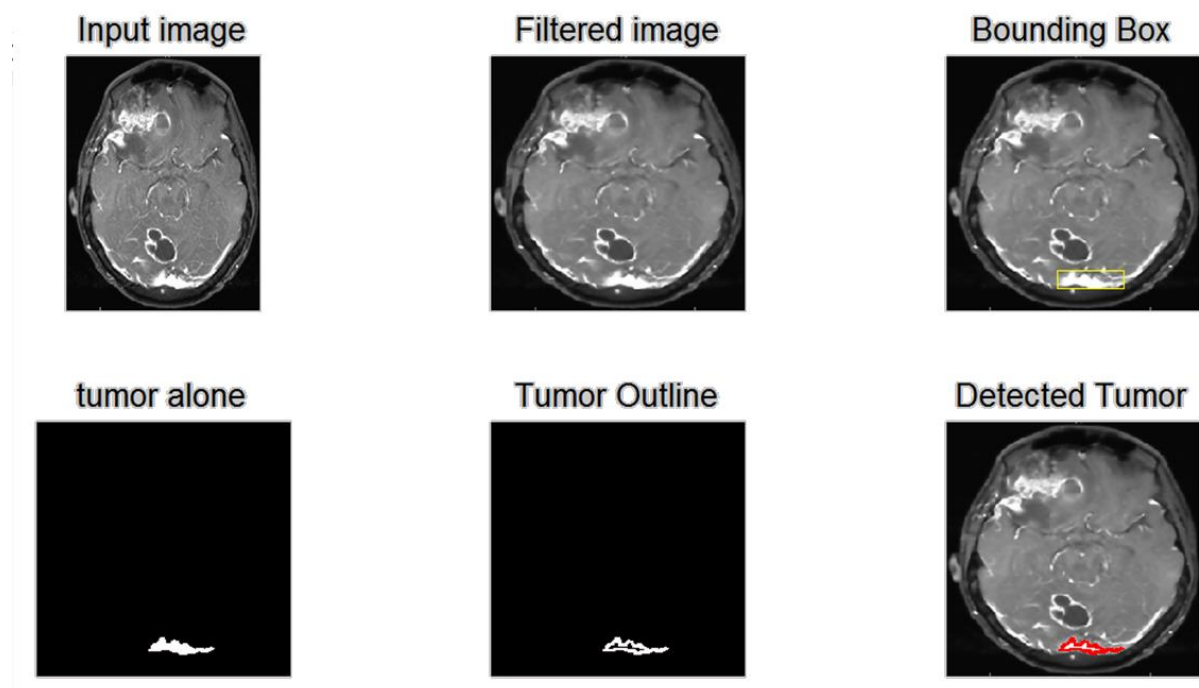 Input image
Filtered image
Bounding Box
tumor alone
Tumor Outline
Detected Tumor